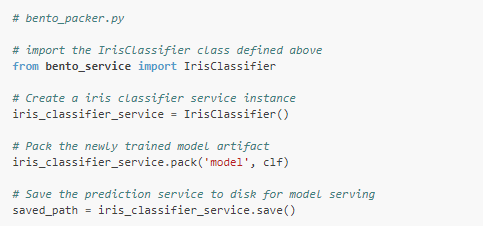 # bento_packer.py
# import the IrisClassifier class defined above
from bento_service import IrisClassifier
# Create a iris classifier service instance
iris_classifier_service = IrisClassifier()
# Pack the newly trained model artifact
iris_classifier_service.pack('model', clf)
# Save the prediction service to disk for model serving
saved_path = iris_classifier_service.save()